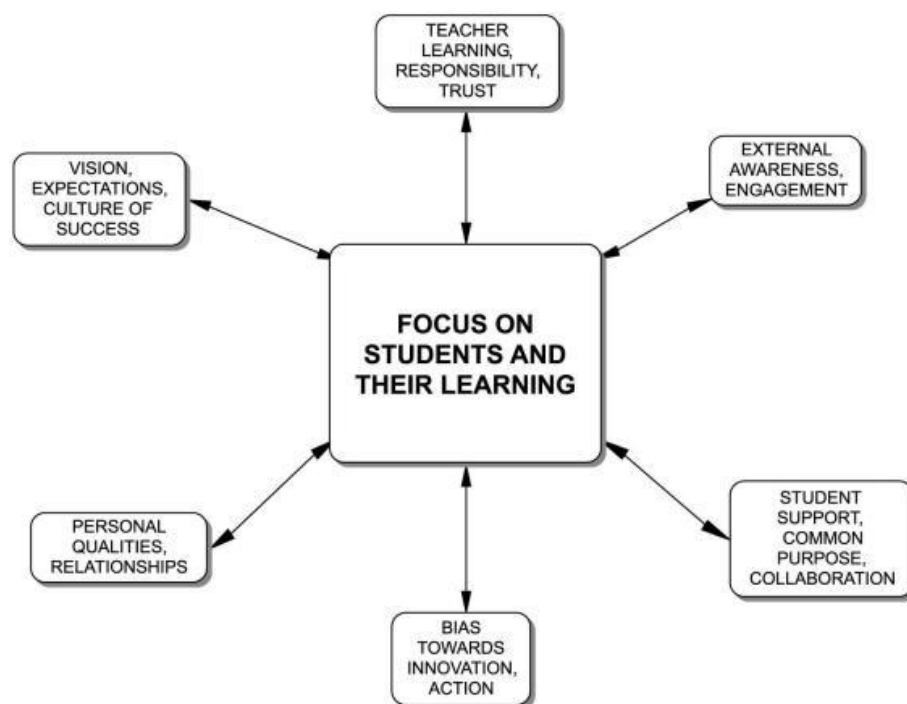 TEACHER
LEARNING,
RESPONSIBILITY,
TRUST
EXTERNAL
AWARENESS,
ENGAGEMENT
VISION,
EXPECTATIONS,
CULTURE OF
SUCCESS
FOCUS ON
STUDENTS AND
THEIR LEARNING
STUDENT
SUPPORT,
COMMON
PURPOSE,
COLLABORATION
PERSONAL
QUALITIES,
RELATIONSHIPS
BIAS
TOWARDS
INNOVATION,
ACTION